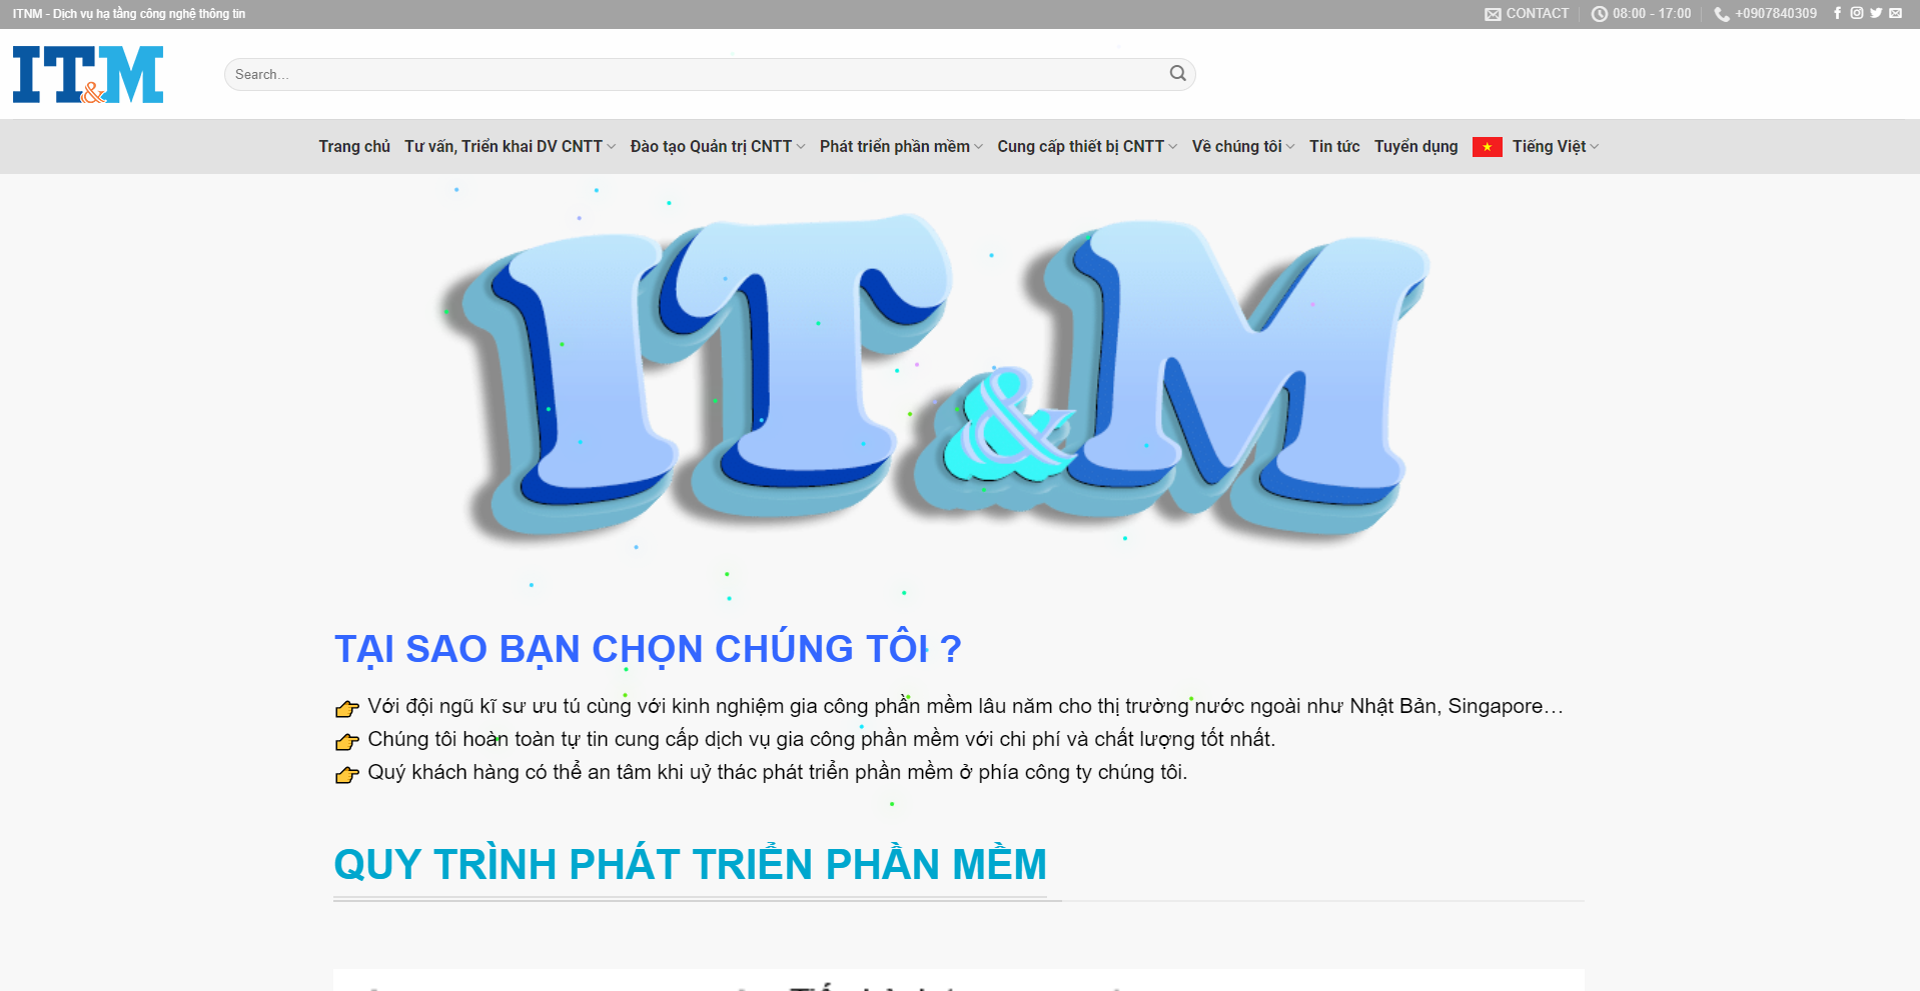 ITNM - Dịch vụ hạ tầng công nghệ thông tin
CONTACT
08:00 - 17:00
+0907840309
IT&M
Search...
Trang chủ
Tư vấn, Triển khai DV CNTT
Đào tạo Quản trị CNTT
Phát triển phần mềm
Cung cấp thiết bị CNTT
Về chúng tôi
Tin tức
Tuyển dụng
Tiếng Việt
IT&M
TẠI SAO BẠN CHỌN CHÚNG TÔI ?
Với đội ngũ kĩ sư ưu tú cùng với kinh nghiệm gia công phần mềm lâu năm cho thị trường nước ngoài như Nhật Bản, Singapore…
Chúng tôi hoàn toàn tự tin cung cấp dịch vụ gia công phần mềm với chi phí và chất lượng tốt nhất.
Quý khách hàng có thể an tâm khi uỷ thác phát triển phần mềm ở phía công ty chúng tôi.
QUY TRÌNH PHÁT TRIỂN PHẦN MỀM